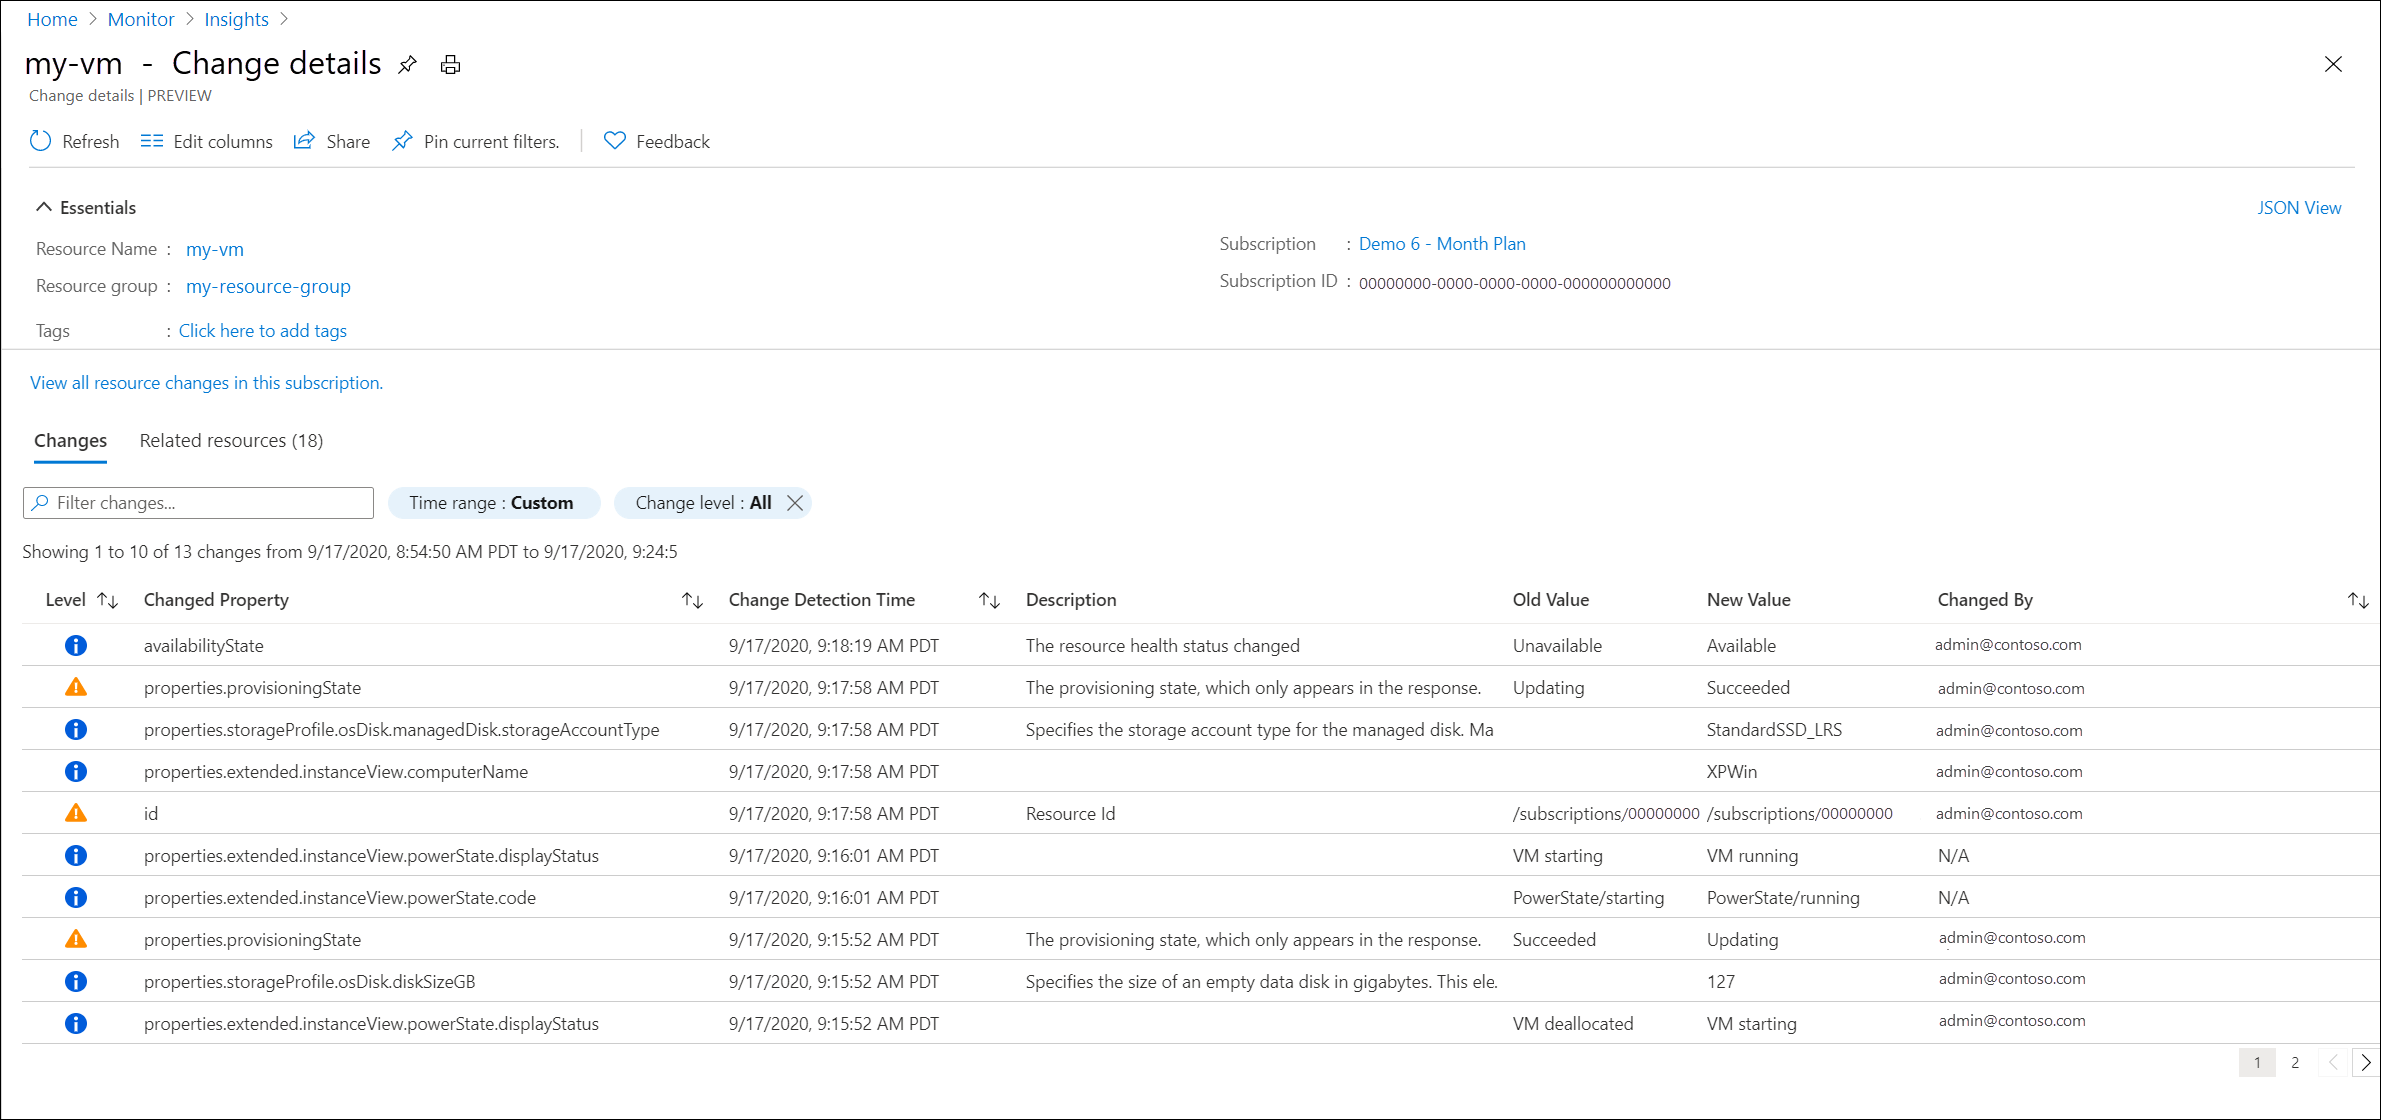 Home > Monitor > Insights >
my-vm - Change details
Change details | PREVIEW
Refresh Edit columns Share Pin current filters. Feedback
Essentials JSON View
Resource Name : my-vm Subscription : Demo 6 - Month Plan
Resource group : my-resource-group Subscription ID : 00000000-0000-0000-0000-000000000000
Tags : Click here to add tags
View all resource changes in this subscription.
Changes Related resources (18)
Filter changes... Time range : Custom Change level : All
Showing 1 to 10 of 13 changes from 9/17/2020, 8:54:50 AM PDT to 9/17/2020, 9:24:5
Level Changed Property Change Detection Time Description Old Value New Value Changed By
availabilityState 9/17/2020, 9:18:19 AM PDT The resource health status changed Unavailable Available admin@contoso.com
properties.provisioningState 9/17/2020, 9:17:58 AM PDT The provisioning state, which only appears in the response. Updating Succeeded admin@contoso.com
properties.storageProfile.osDisk.managedDisk.storageAccountType 9/17/2020, 9:17:58 AM PDT Specifies the storage account type for the managed disk. Ma StandardSSD_LRS admin@contoso.com
properties.extended.instanceView.computerName 9/17/2020, 9:17:58 AM PDT XPWin admin@contoso.com
id 9/17/2020, 9:17:58 AM PDT Resource Id /subscriptions/00000000 /subscriptions/00000000 admin@contoso.com
properties.extended.instanceView.powerState.displayStatus 9/17/2020, 9:16:01 AM PDT VM starting VM running N/A
properties.extended.instanceView.powerState.code 9/17/2020, 9:16:01 AM PDT PowerState/starting PowerState/running N/A
properties.provisioningState 9/17/2020, 9:15:52 AM PDT The provisioning state, which only appears in the response. Succeeded Updating admin@contoso.com
properties.storageProfile.osDisk.diskSizeGB 9/17/2020, 9:15:52 AM PDT Specifies the size of an empty data disk in gigabytes. This ele. 127 admin@contoso.com
properties.extended.instanceView.powerState.displayStatus 9/17/2020, 9:15:52 AM PDT VM deallocated VM starting admin@contoso.com
1 2 < >